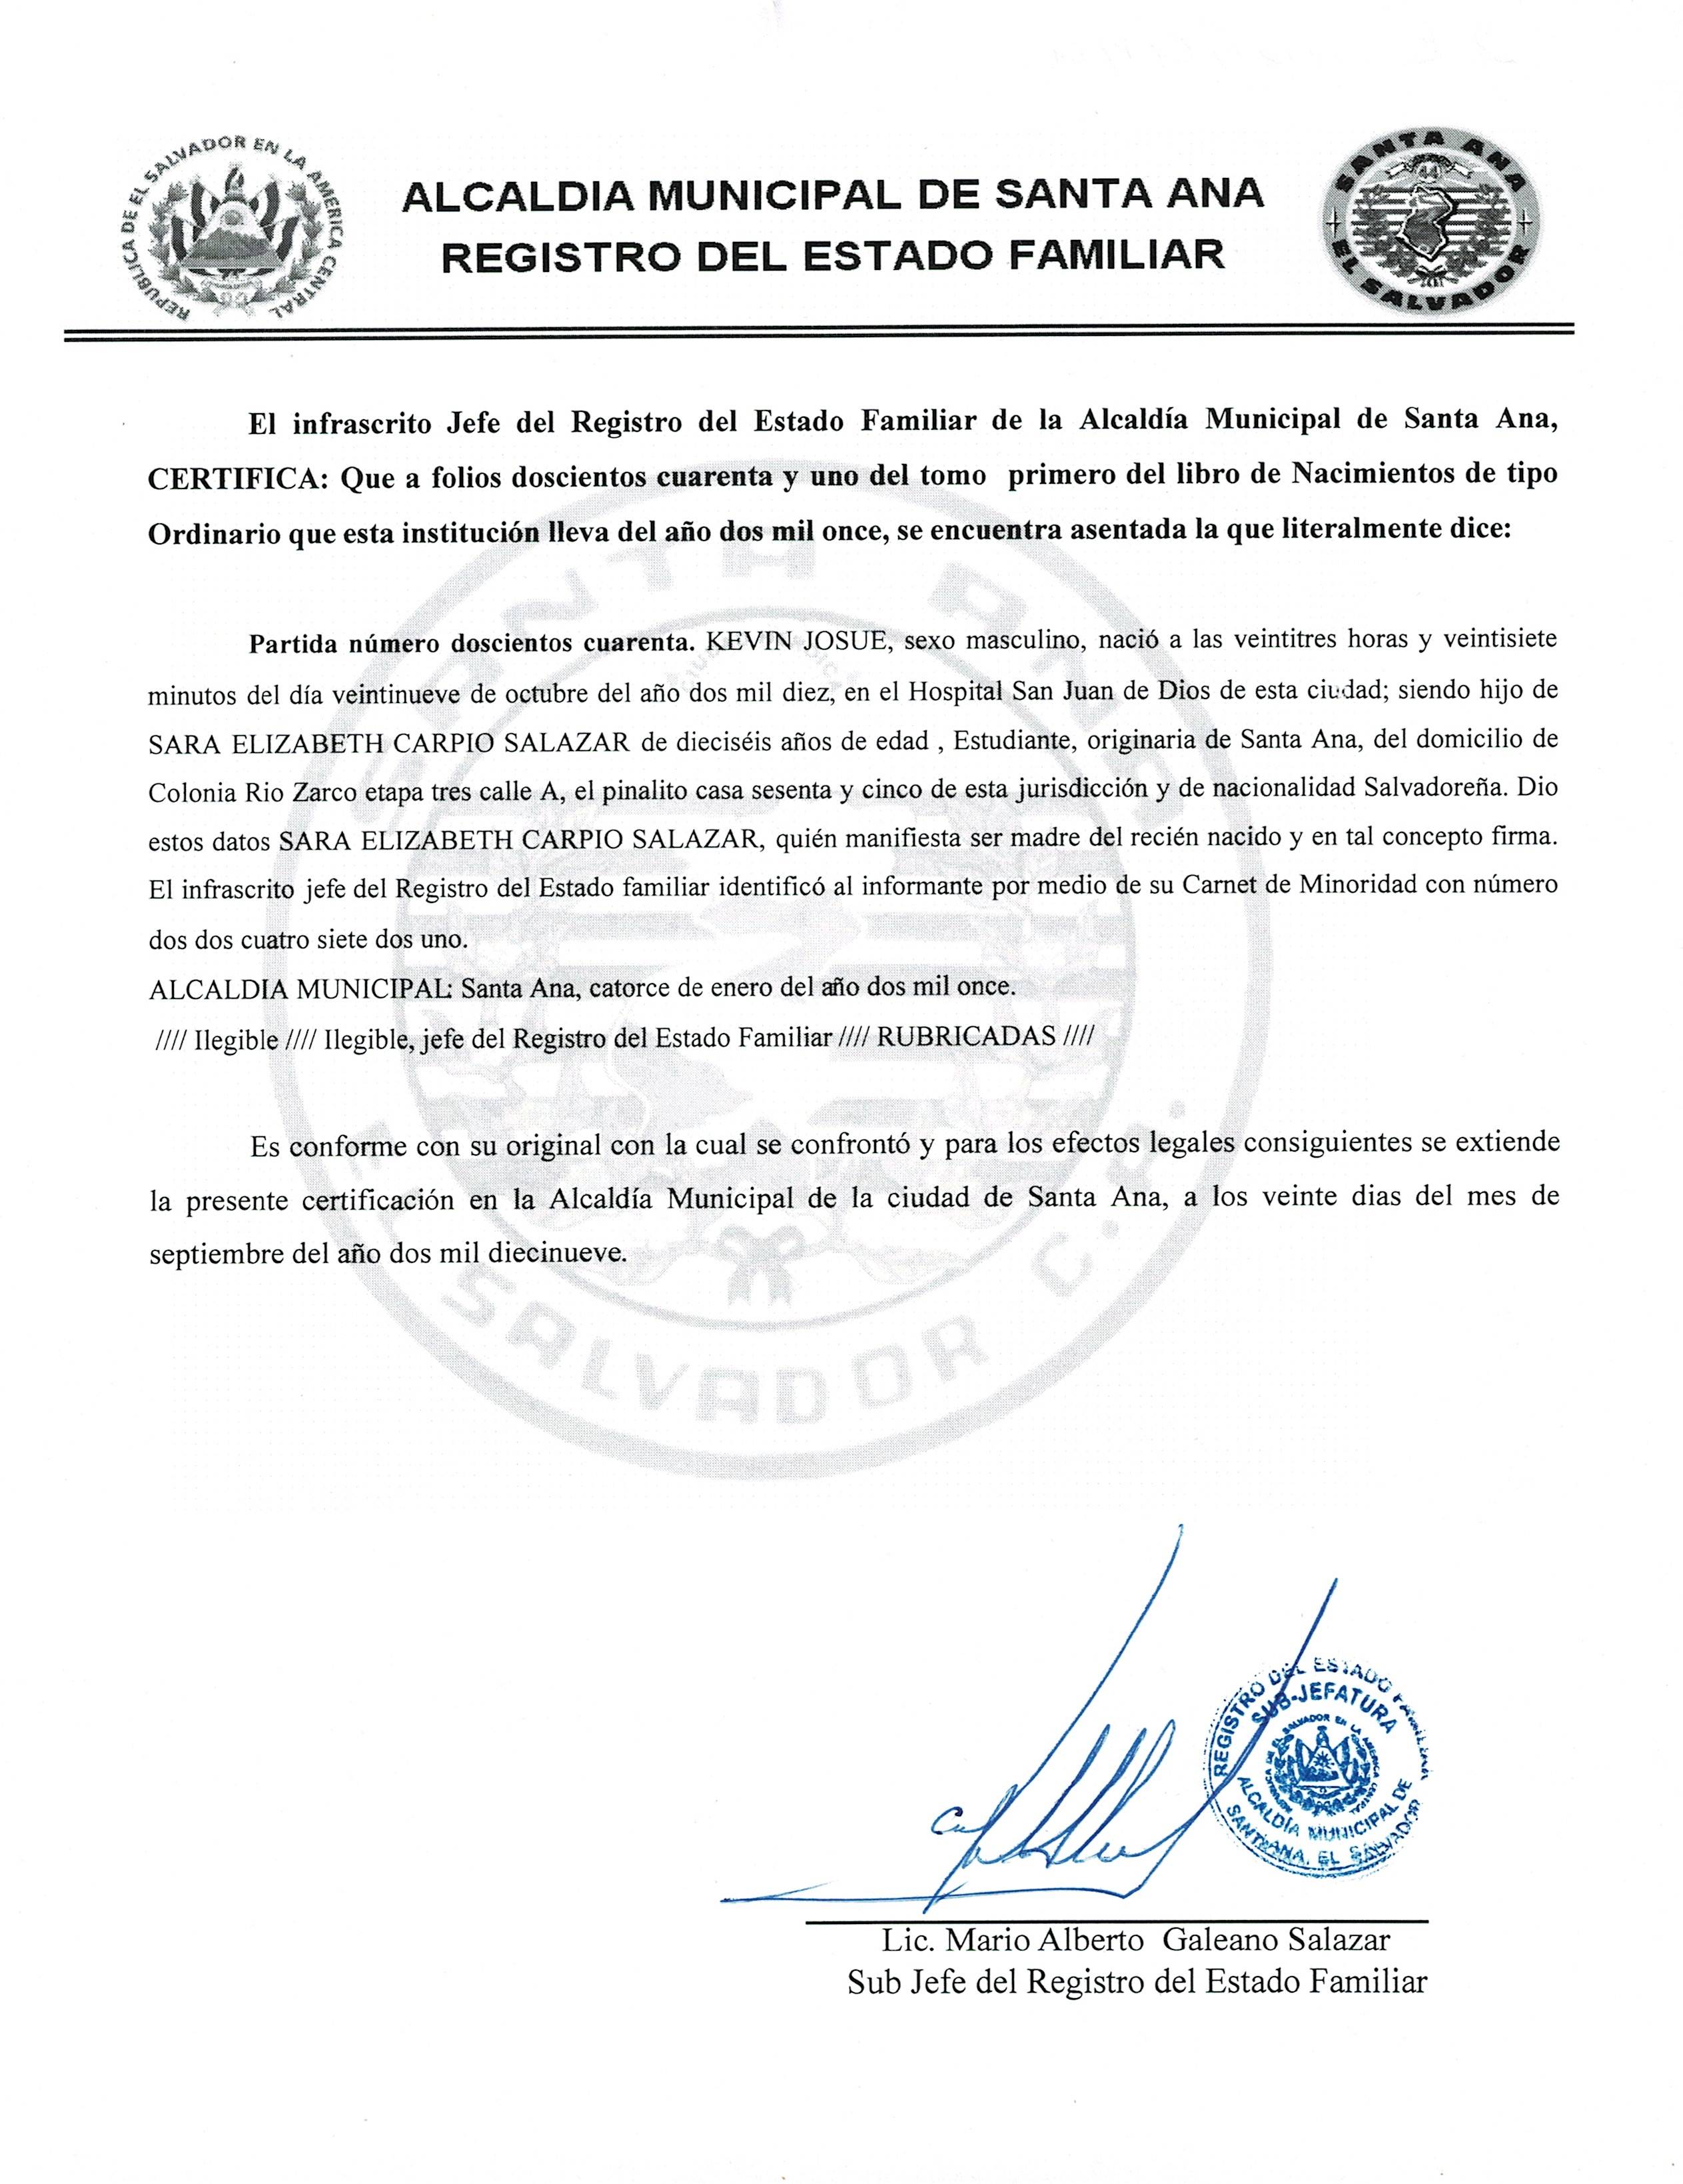 REPUBLICA DE EL SALVADOR EN LA AMERICA CENTRAL
ALCALDIA MUNICIPAL DE SANTA ANA
REGISTRO DEL ESTADO FAMILIAR
SANTA ANA
44
EL SALVADOR
El infrascrito Jefe del Registro del Estado Familiar de la Alcaldía Municipal de Santa Ana,
CERTIFICA: Que a folios doscientos cuarenta y uno del tomo primero del libro de Nacimientos de tipo
Ordinario que esta institución lleva del año dos mil once, se encuentra asentada la que literalmente dice:
Partida número doscientos cuarenta. KEVIN JOSUE, sexo masculino, nació a las veintitres horas y veintisiete
minutos del día veintinueve de octubre del año dos mil diez, en el Hospital San Juan de Dios de esta ciudad; siendo hijo de
SARA ELIZABETH CARPIO SALAZAR de dieciséis años de edad , Estudiante, originaria de Santa Ana, del domicilio de
Colonia Rio Zarco etapa tres calle A, el pinalito casa sesenta y cinco de esta jurisdicción y de nacionalidad Salvadoreña. Dio
estos datos SARA ELIZABETH CARPIO SALAZAR, quién manifiesta ser madre del recién nacido y en tal concepto firma.
El infrascrito jefe del Registro del Estado familiar identificó al informante por medio de su Carnet de Minoridad con número
dos dos cuatro siete dos uno.
ALCALDIA MUNICIPAL: Santa Ana, catorce de enero del año dos mil once.
//// Ilegible //// Ilegible, jefe del Registro del Estado Familiar //// RUBRICADAS ////
Es conforme con su original con la cual se confrontó y para los efectos legales consiguientes se extiende
la presente certificación en la Alcaldía Municipal de la ciudad de Santa Ana, a los veinte dias del mes de
septiembre del año dos mil diecinueve.
SANTA ANA
EL SALVADOR C.A.
REGISTRO DEL ESTADO FAMILIAR
SUB-JEFATURA
ALCALDÍA MUNICIPAL DE
SANTA ANA, EL SALVADOR
Lic. Mario Alberto Galeano Salazar
Sub Jefe del Registro del Estado Familiar